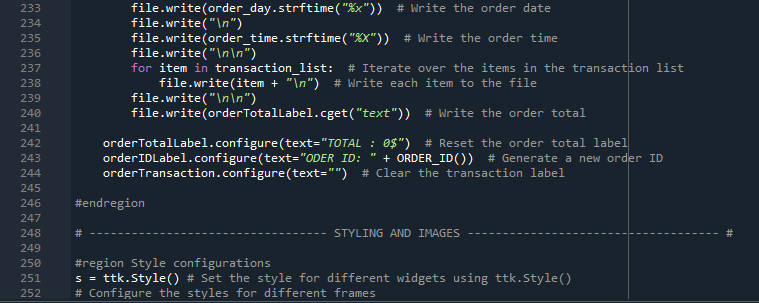 233 file.write(order_day.strftime("%x"))  # Write the order date
234 file.write("\n")
235 file.write(order_time.strftime("%X"))  # Write the order time
236 file.write("\n\n")
237 for item in transaction_list:  # Iterate over the items in the transaction list
238 file.write(item + "\n")  # Write each item to the file
239 file.write("\n\n")
240 file.write(orderTotalLabel.cget("text"))  # Write the order total
241
242 orderTotalLabel.configure(text="TOTAL : 0$")  # Reset the order total label
243 orderIDLabel.configure(text="ODER ID: " + ORDER_ID())  # Generate a new order ID
244 orderTransaction.configure(text="")  # Clear the transaction label
245
246 #endregion
247
248 # ---------------------------------- STYLING AND IMAGES ------------------------------------ #
249
250 #region Style configurations
251 s = ttk.Style() # Set the style for different widgets using ttk.Style()
252 # Configure the styles for different frames